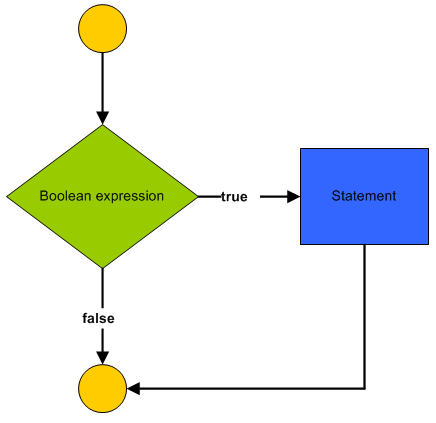 Boolean expression
true
Statement
false